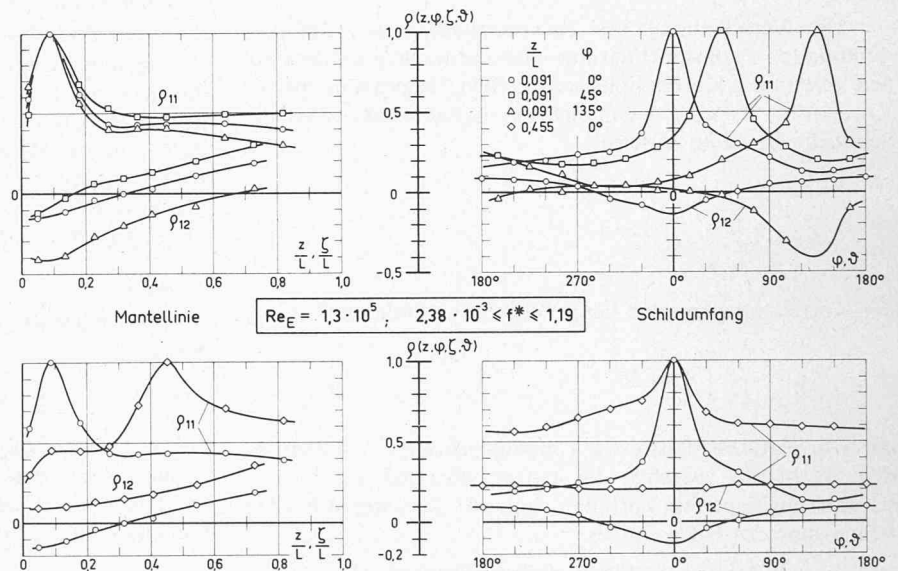 ρ(z,φ,ζ,ϑ)
1,0
0,5
0
-0,5
z/L φ
○ 0,091 0°
□ 0,091 45°
△ 0,091 135°
◇ 0,455 0°
ρ11
ρ12
0
0 0,2 0,4 0,6 0,8 z/L, ζ/L 1,0
ρ11
ρ12
0
180° 270° 0° 90° φ,ϑ 180°
Mantellinie
Re_E = 1,3 · 10⁵ ; 2,38 · 10⁻³ ≤ f* ≤ 1,19
Schildumfang
ρ(z,φ,ζ,ϑ)
1,0
0,5
0
-0,2
ρ11
ρ12
0
0 0,2 0,4 0,6 0,8 z/L, ζ/L 1,0
ρ11
ρ12
0
180° 270° 0° 90° φ,ϑ 180°